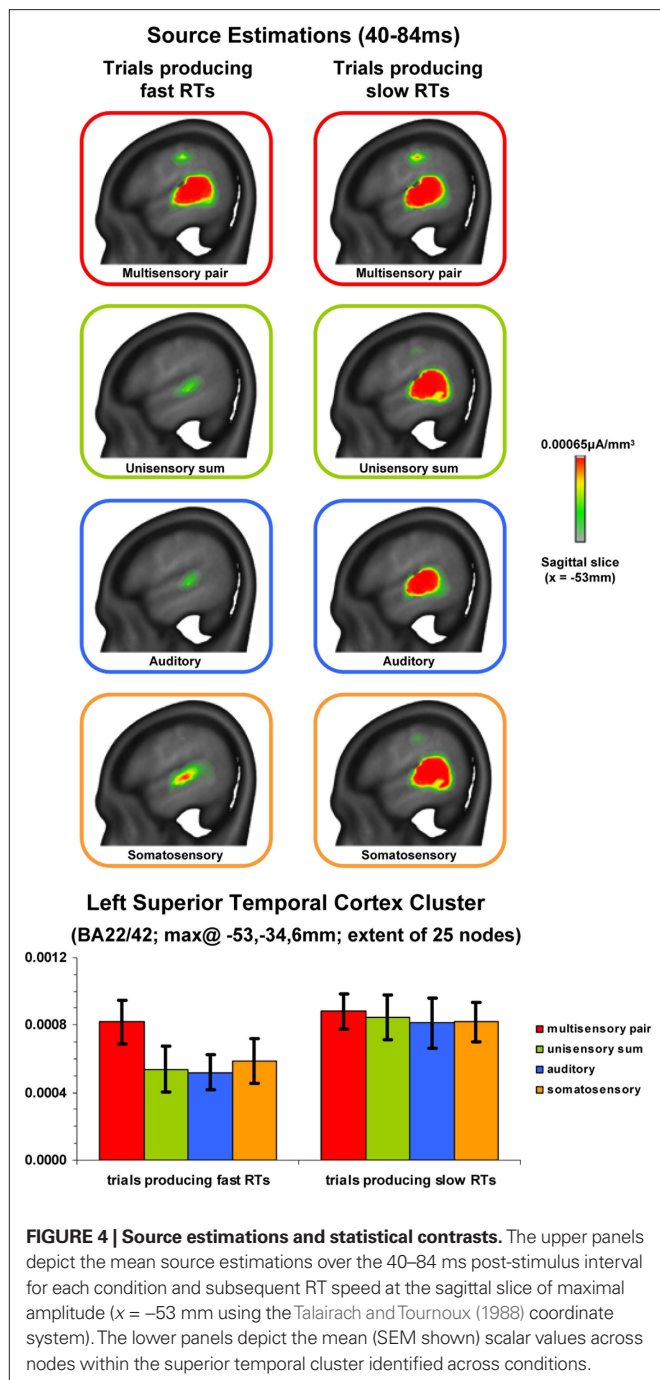 Source Estimations (40-84ms)
Trials producing
fast RTs
Trials producing
slow RTs
Multisensory pair
Multisensory pair
Unisensory sum
Unisensory sum
Auditory
Auditory
Somatosensory
Somatosensory
0.00065µA/mm³
Sagittal slice
(x = -53mm)
Left Superior Temporal Cortex Cluster
(BA22/42; max@ -53,-34,6mm; extent of 25 nodes)
0.0012
0.0008
0.0004
0.0000
trials producing fast RTs
trials producing slow RTs
multisensory pair
unisensory sum
auditory
somatosensory
FIGURE 4 | Source estimations and statistical contrasts. The upper panels
depict the mean source estimations over the 40–84 ms post-stimulus interval
for each condition and subsequent RT speed at the sagittal slice of maximal
amplitude (x = −53 mm using the Talairach and Tournoux (1988) coordinate
system). The lower panels depict the mean (SEM shown) scalar values across
nodes within the superior temporal cluster identified across conditions.